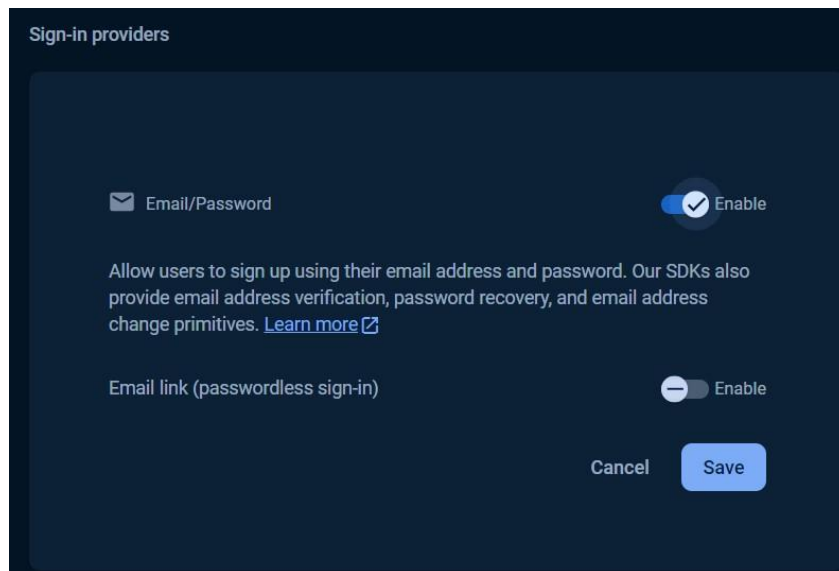 Sign-in providers
Email/Password Enable
Allow users to sign up using their email address and password. Our SDKs also
provide email address verification, password recovery, and email address
change primitives. Learn more
Email link (passwordless sign-in) Enable
Cancel Save